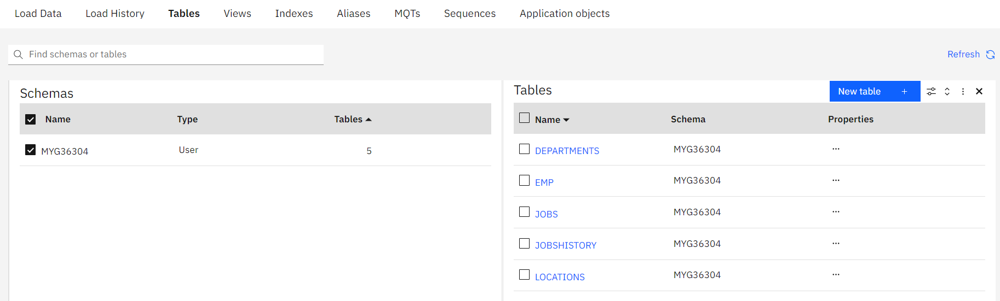 Load Data Load History Tables Views Indexes Aliases MQTs Sequences Application objects
Find schemas or tables
Refresh
Schemas
Name Type Tables
MYG36304 User 5
Tables
New table +
Name Schema Properties
DEPARTMENTS MYG36304 ...
EMP MYG36304 ...
JOBS MYG36304 ...
JOBSHISTORY MYG36304 ...
LOCATIONS MYG36304 ...